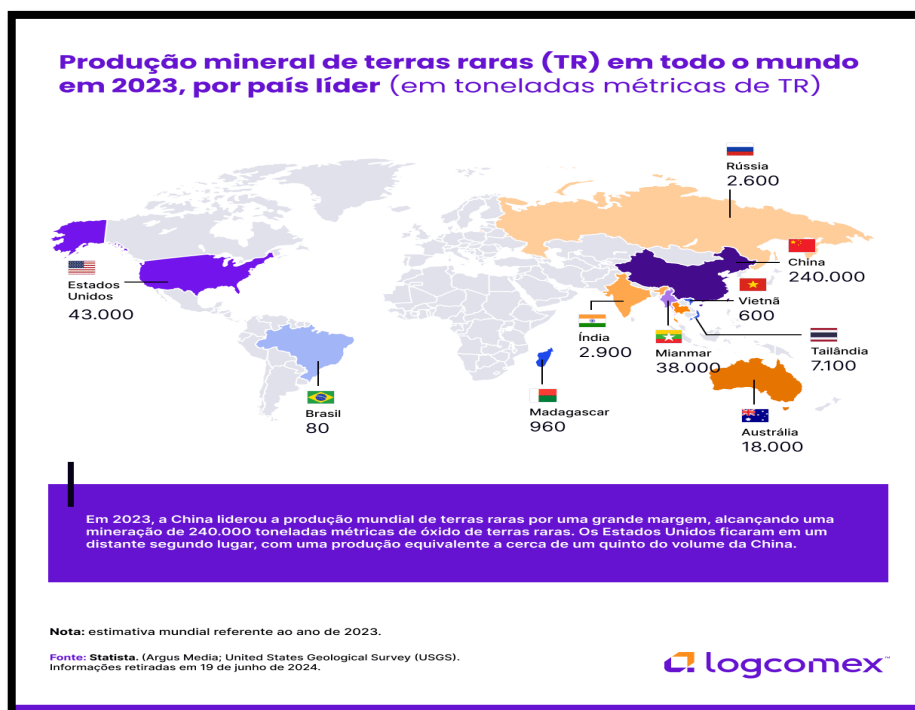 Produção mineral de terras raras (TR) em todo o mundo
em 2023, por país líder (em toneladas métricas de TR)
Rússia
2.600
China
240.000
Estados
Unidos
43.000
Vietnã
600
Índia
2.900
Mianmar
38.000
Tailândia
7.100
Brasil
80
Madagascar
960
Austrália
18.000
Em 2023, a China liderou a produção mundial de terras raras por uma grande margem, alcançando uma
mineração de 240.000 toneladas métricas de óxido de terras raras. Os Estados Unidos ficaram em um
distante segundo lugar, com uma produção equivalente a cerca de um quinto do volume da China.
Nota: estimativa mundial referente ao ano de 2023.
Fonte: Statista. (Argus Media; United States Geological Survey (USGS).
Informações retiradas em 19 de junho de 2024.
logcomex™